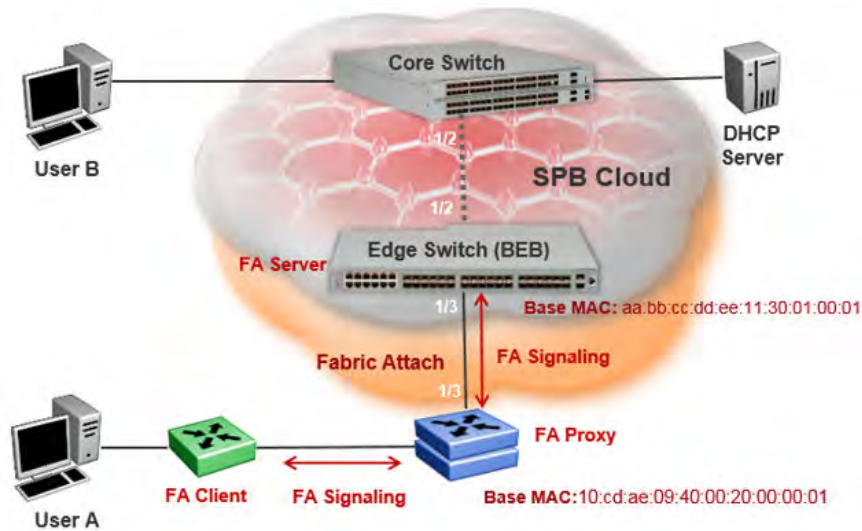 Core Switch
User B
DHCP
Server
1/2
SPB Cloud
1/2
Edge Switch (BEB)
FA Server
1/3
Base MAC: aa:bb:cc:dd:ee:11:30:01:00:01
Fabric Attach
FA Signaling
1/3
FA Proxy
FA Client
FA Signaling
Base MAC:10:cd:ae:09:40:00:20:00:00:01
User A